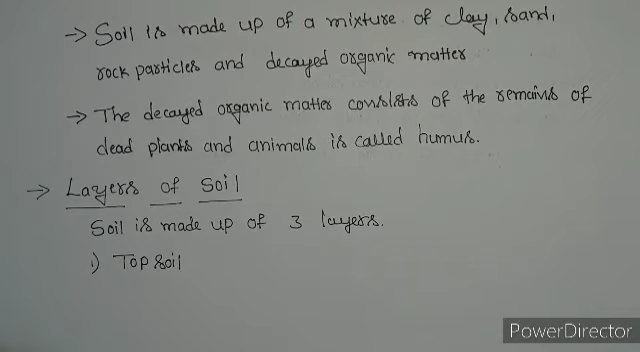 → Soil is made up of a mixture of clay, sand,
rock particles and decayed organic matter
→ The decayed organic matter consists of the remains of
dead plants and animals is called humus.
→ Layers of Soil
Soil is made up of 3 layers.
1) Top soil
PowerDirector